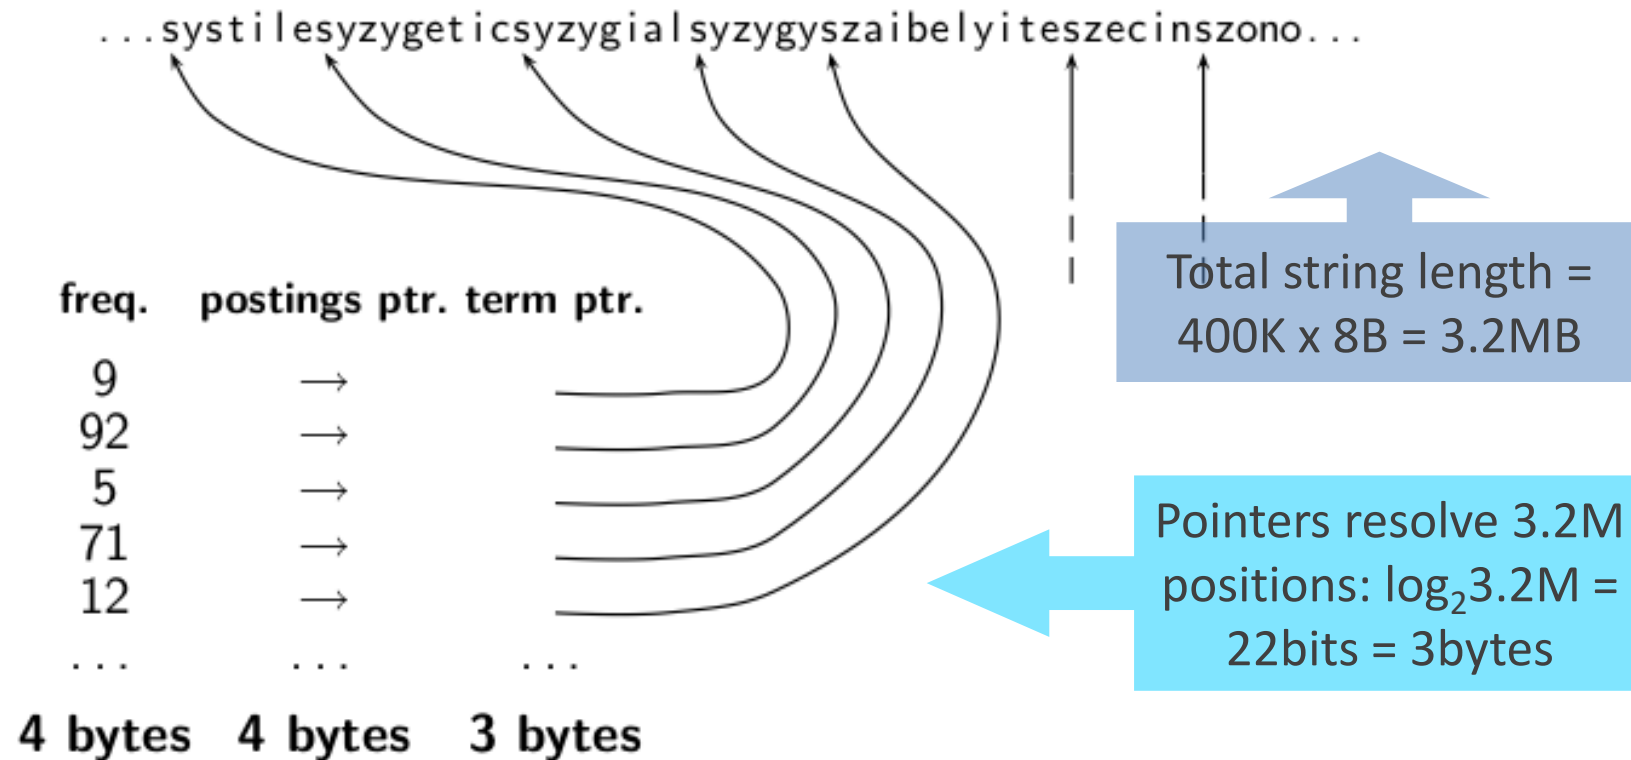 ...systilesyzygeticsyzygialsyzygyszaibelyiteszecinszono...
Total string length =
400K x 8B = 3.2MB
freq. postings ptr. term ptr.
9 →
92 →
5 →
71 →
12 →
... ... ...
4 bytes 4 bytes 3 bytes
Pointers resolve 3.2M
positions: log₂3.2M =
22bits = 3bytes